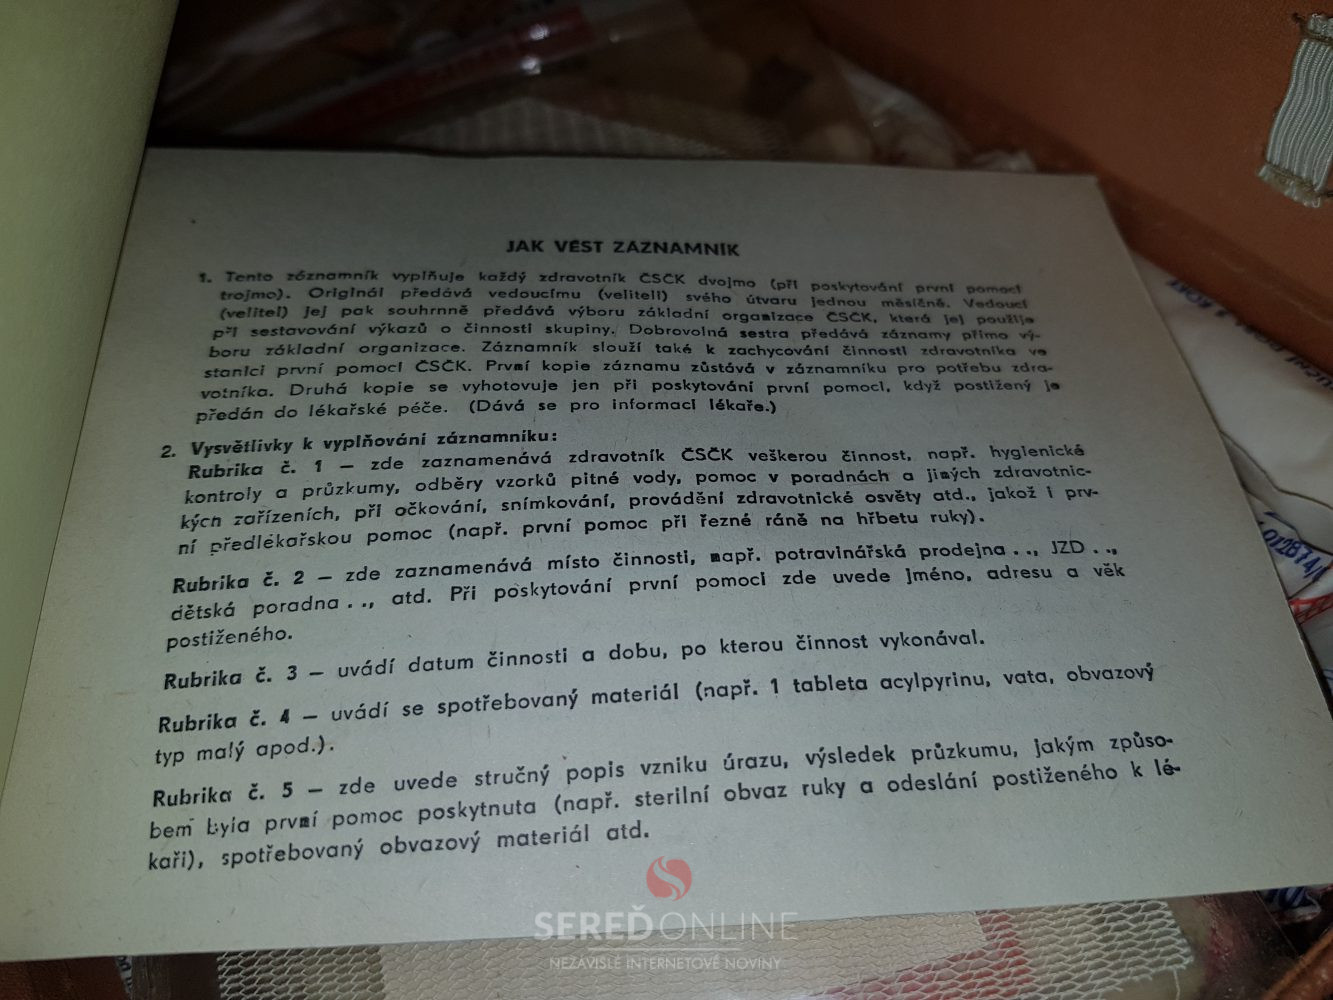 JAK VÉST ZÁZNAMNÍK
1. Tento záznamník vyplňuje každý zdravotník ČSČK dvojmo (při poskytování první pomoci
trojmo). Originál předává vedoucímu (veliteli) svého útvaru jednou měsíčně. Vedoucí
(velitel) jej pak souhrnně předává výboru základní organizace ČSČK, která jej použije
při sestavování výkazů o činnosti skupiny. Dobrovolná sestra předává záznamy přímo vý-
boru základní organizace. Záznamník slouží také k zachycování činnosti zdravotníka ve
stanici první pomoci ČSČK. První kopie záznamu zůstává v záznamníku pro potřebu zdra-
votníka. Druhá kopie se vyhotovuje jen při poskytování první pomoci, když postižený je
předán do lékařské péče. (Dává se pro informaci lékaře.)
2. Vysvětlivky k vyplňování záznamníku:
Rubrika č. 1 — zde zaznamenává zdravotník ČSČK veškerou činnost, např. hygienické
kontroly a průzkumy, odběry vzorků pitné vody, pomoc v poradnách a jiných zdravotnic-
kých zařízeních, při očkování, snímkování, provádění zdravotnické osvěty atd., jakož i prv-
ní předlékařskou pomoc (např. první pomoc při řezné ráně na hřbetu ruky).
Rubrika č. 2 — zde zaznamenává místo činnosti, např. potravinářská prodejna . ., JZD . .,
dětská poradna . ., atd. Při poskytování první pomoci zde uvede jméno, adresu a věk
postiženého.
Rubrika č. 3 — uvádí datum činnosti a dobu, po kterou činnost vykonával.
Rubrika č. 4 — uvádí se spotřebovaný materiál (např. 1 tableta acylpyrinu, vata, obvazový
typ malý apod.).
Rubrika č. 5 — zde uvede stručný popis vzniku úrazu, výsledek průzkumu, jakým způso-
bem byla první pomoc poskytnuta (např. sterilní obvaz ruky a odeslání postiženého k lé-
kaři), spotřebovaný obvazový materiál atd.
SEREĎONLINE
NEZÁVISLÉ INTERNETOVÉ NOVINY